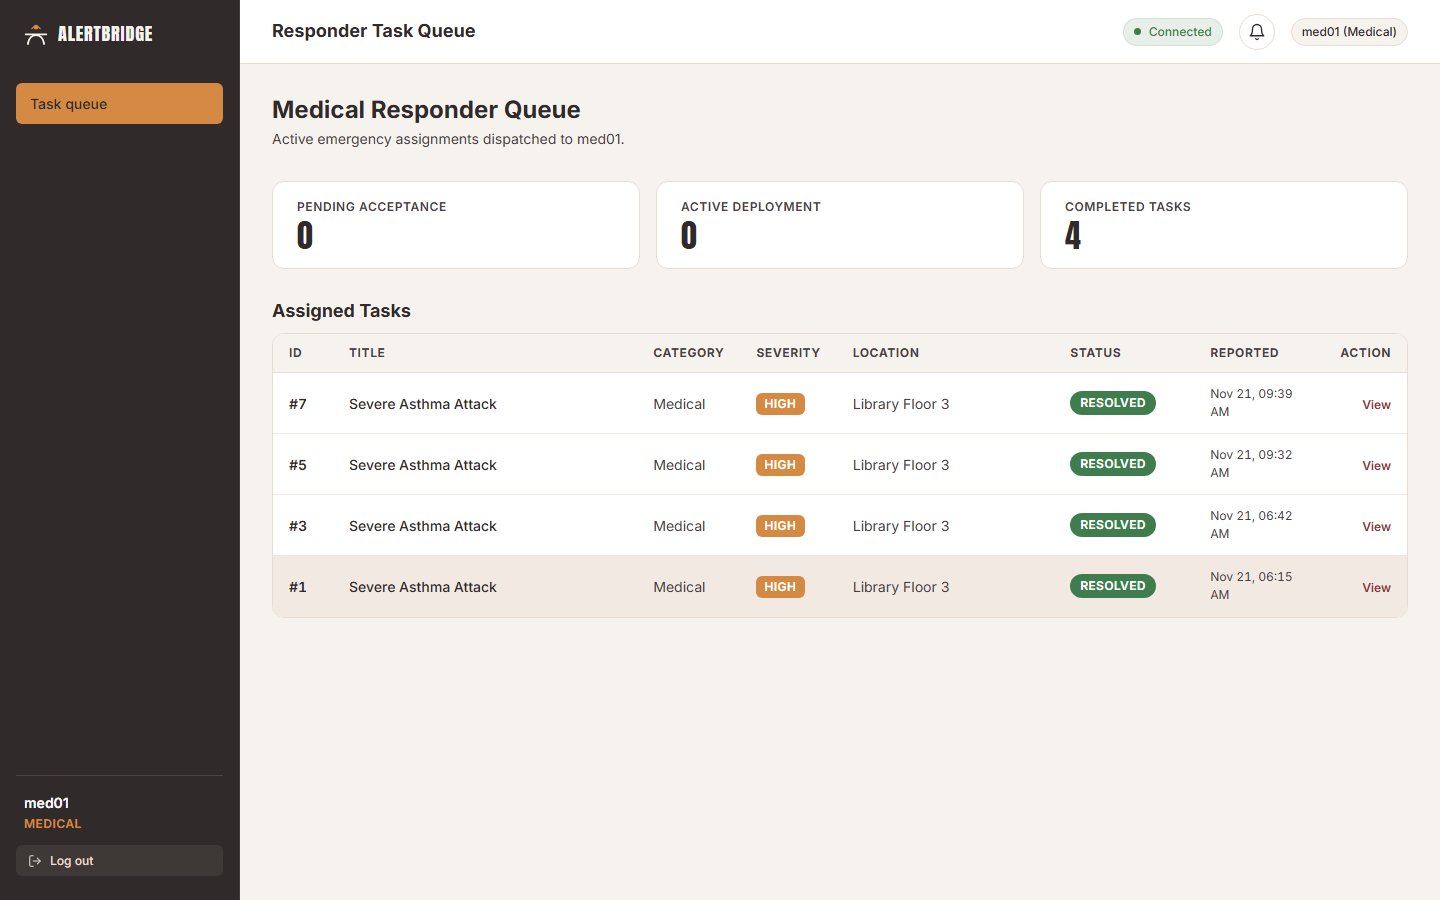 ALERTBRIDGE
Task queue
med01
MEDICAL
Log out
Responder Task Queue
Connected
med01 (Medical)
Medical Responder Queue
Active emergency assignments dispatched to med01.
PENDING ACCEPTANCE
0
ACTIVE DEPLOYMENT
0
COMPLETED TASKS
4
Assigned Tasks
ID TITLE CATEGORY SEVERITY LOCATION STATUS REPORTED ACTION
#7 Severe Asthma Attack Medical HIGH Library Floor 3 RESOLVED Nov 21, 09:39 AM View
#5 Severe Asthma Attack Medical HIGH Library Floor 3 RESOLVED Nov 21, 09:32 AM View
#3 Severe Asthma Attack Medical HIGH Library Floor 3 RESOLVED Nov 21, 06:42 AM View
#1 Severe Asthma Attack Medical HIGH Library Floor 3 RESOLVED Nov 21, 06:15 AM View